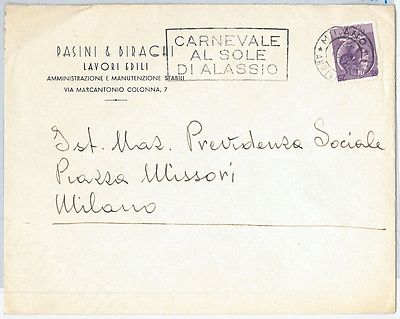 PASINI & BIRAGHI
LAVORI EDILI
AMMINISTRAZIONE E MANUTENZIONE STABILI
VIA MARCANTONIO COLONNA, 7
CARNEVALE
AL SOLE
DI ALASSIO
MILANO
Ist. Naz. Previdenza Sociale
Piazza Missori
Milano